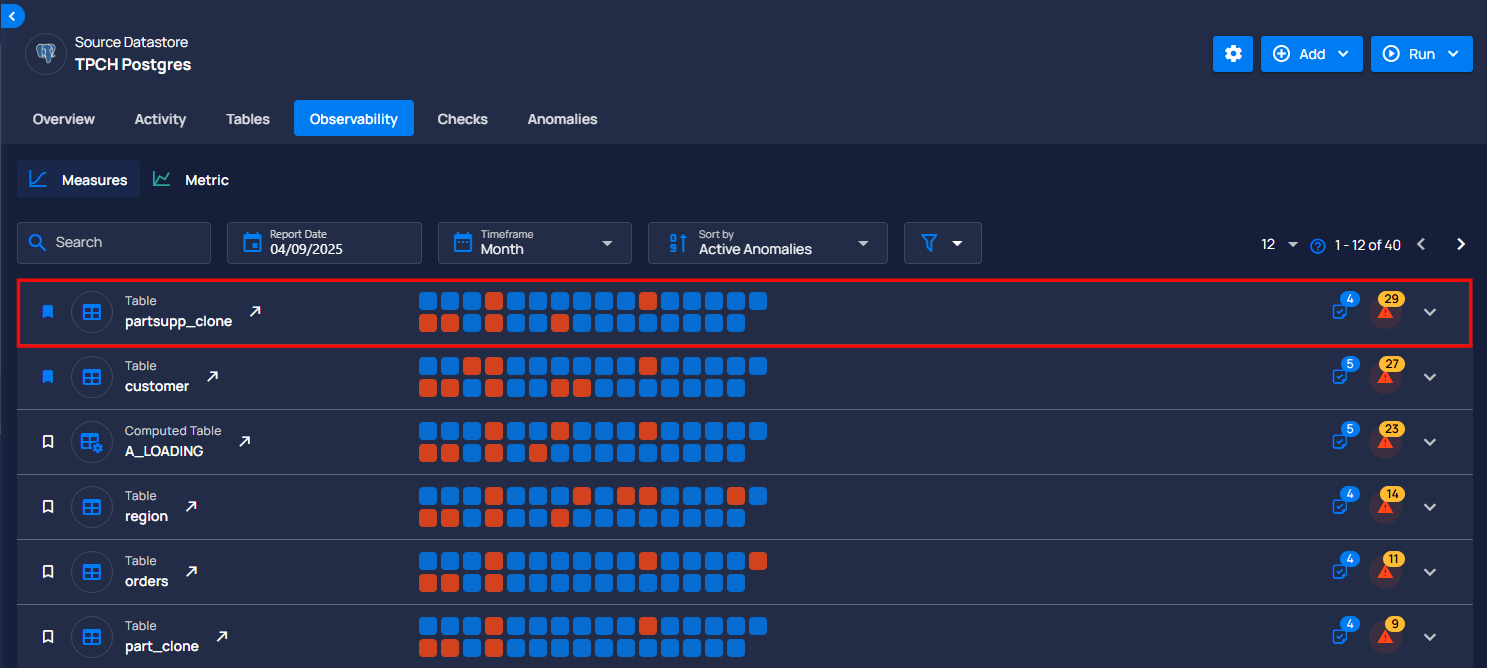 Source Datastore
TPCH Postgres
Add
Run
Overview
Activity
Tables
Observability
Checks
Anomalies
Measures
Metric
Search
Report Date
04/09/2025
Timeframe
Month
Sort by
Active Anomalies
12
1 - 12 of 40
Table
partsupp_clone
4
29
Table
customer
5
27
Computed Table
A_LOADING
5
23
Table
region
4
14
Table
orders
4
11
Table
part_clone
4
9